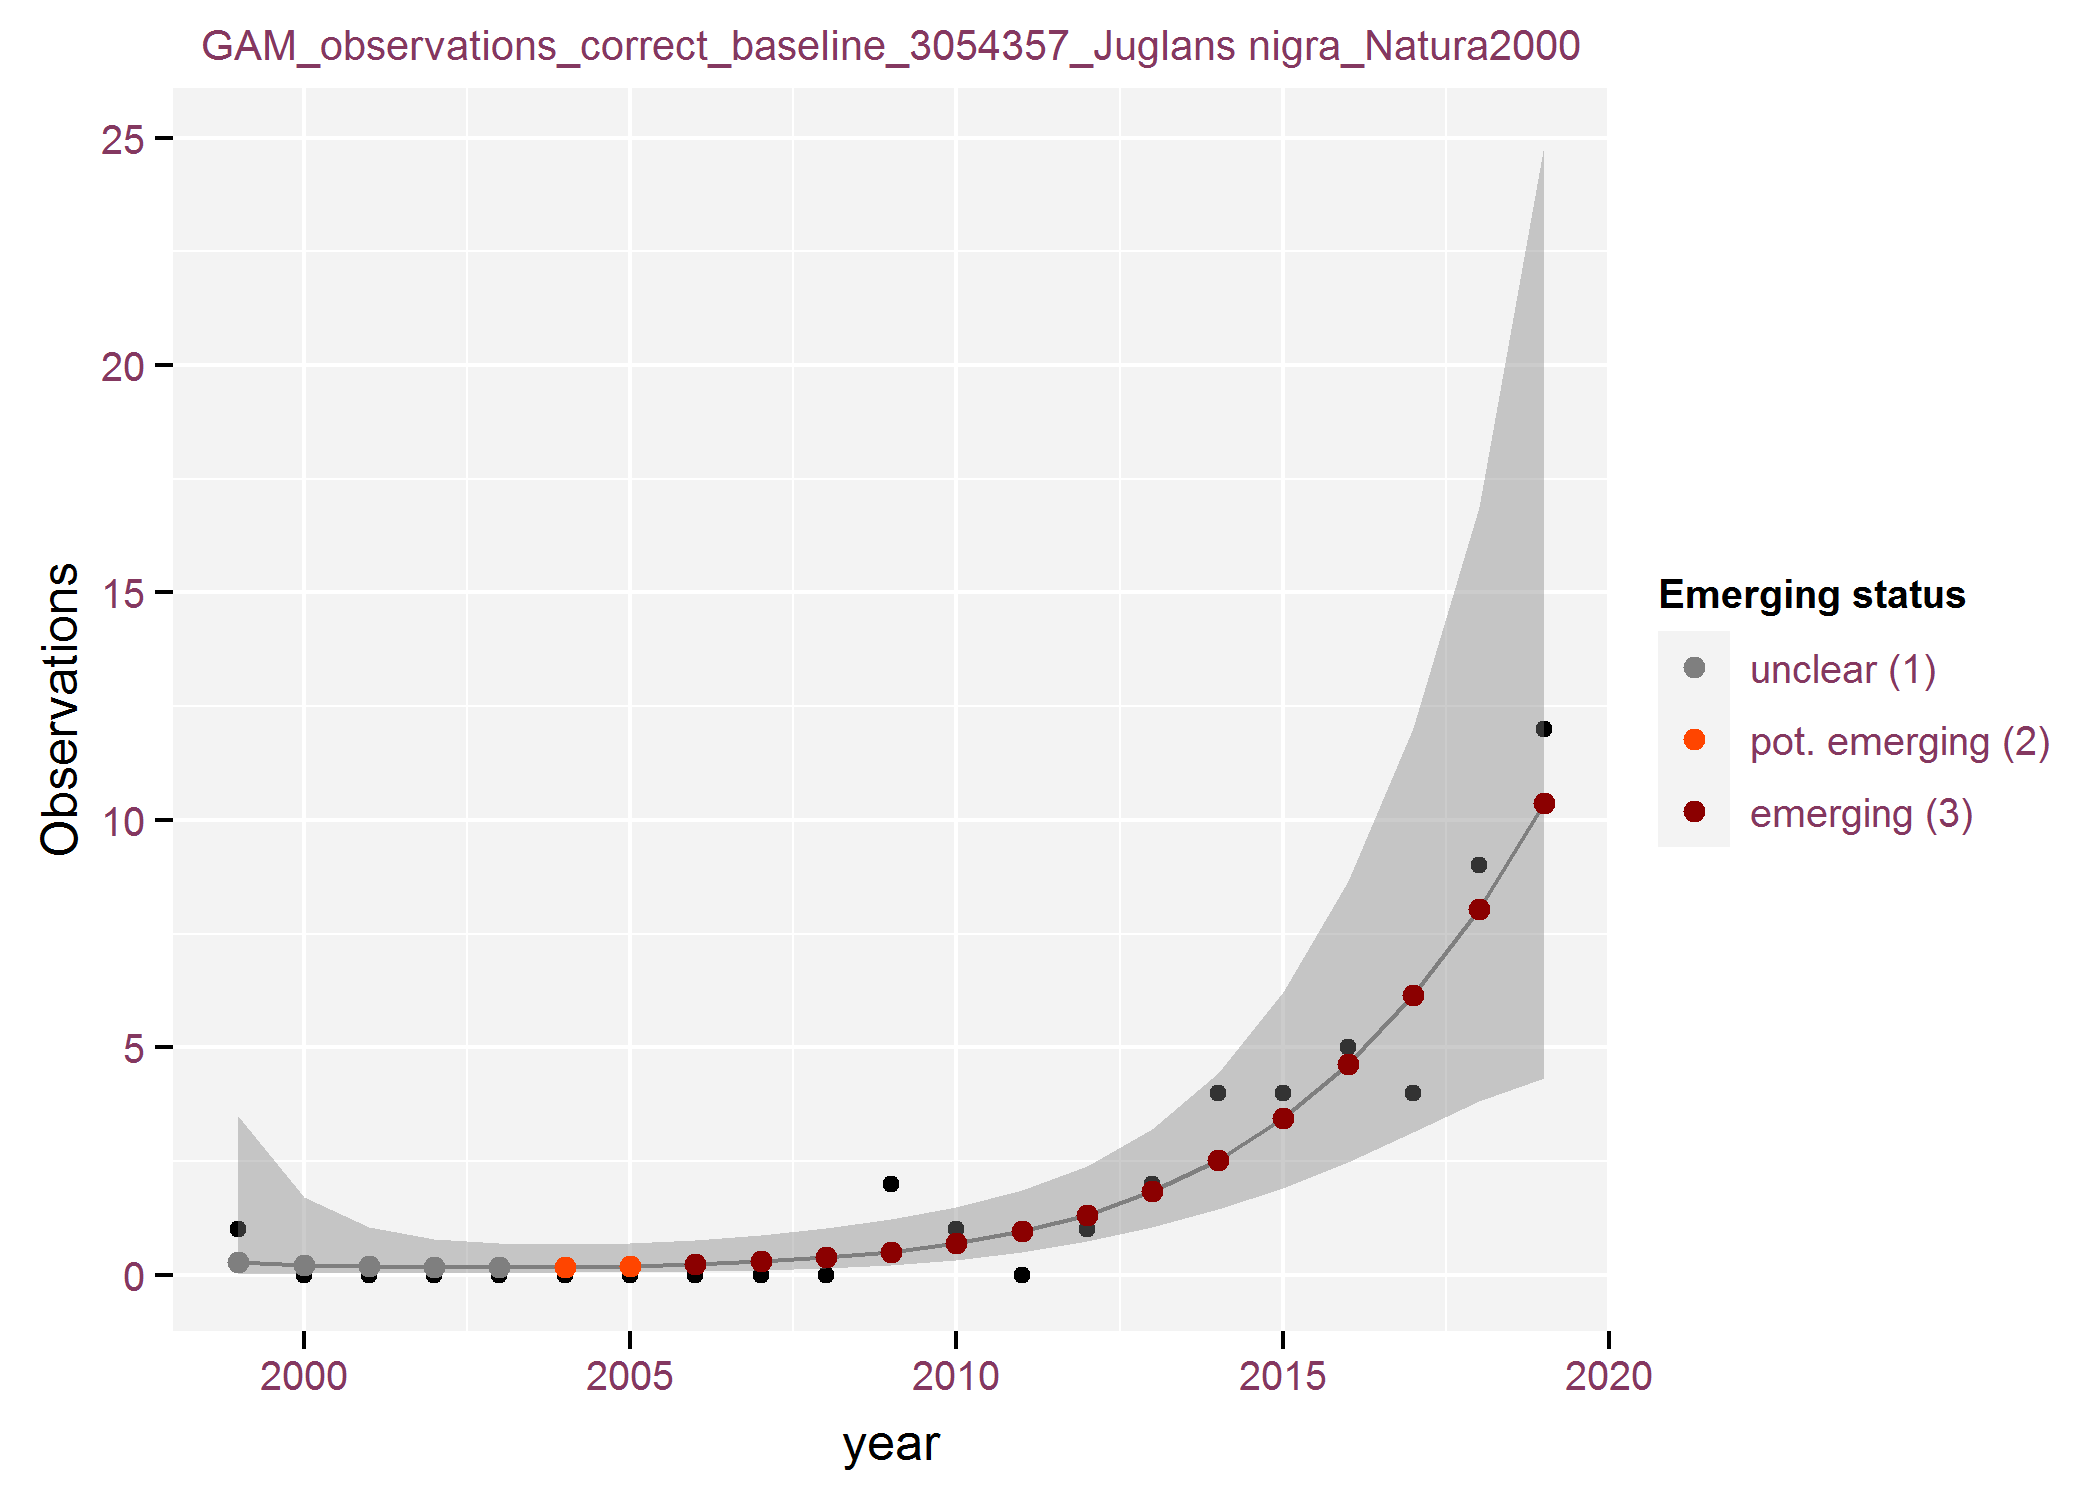 GAM_observations_correct_baseline_3054357_Juglans nigra_Natura2000
Observations
25
20
15
10
5
0
2000 2005 2010 2015 2020
year
Emerging status
unclear (1)
pot. emerging (2)
emerging (3)